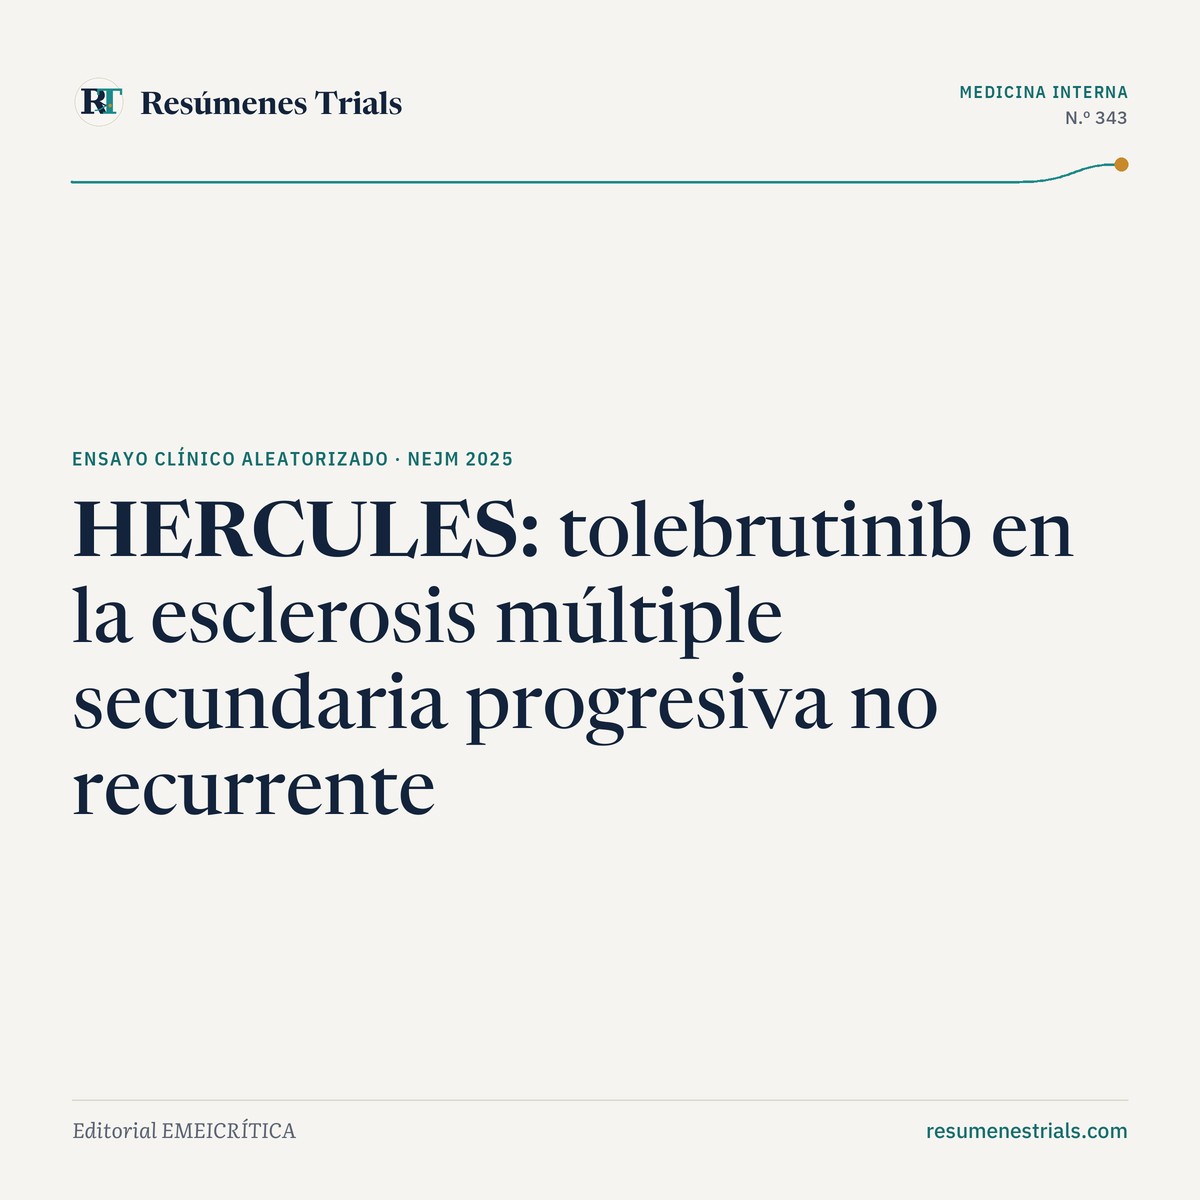 RT Resúmenes Trials
MEDICINA INTERNA
N.º 343
ENSAYO CLÍNICO ALEATORIZADO · NEJM 2025
HERCULES: tolebrutinib en
la esclerosis múltiple
secundaria progresiva no
recurrente
Editorial EMEICRÍTICA
resumenestrials.com